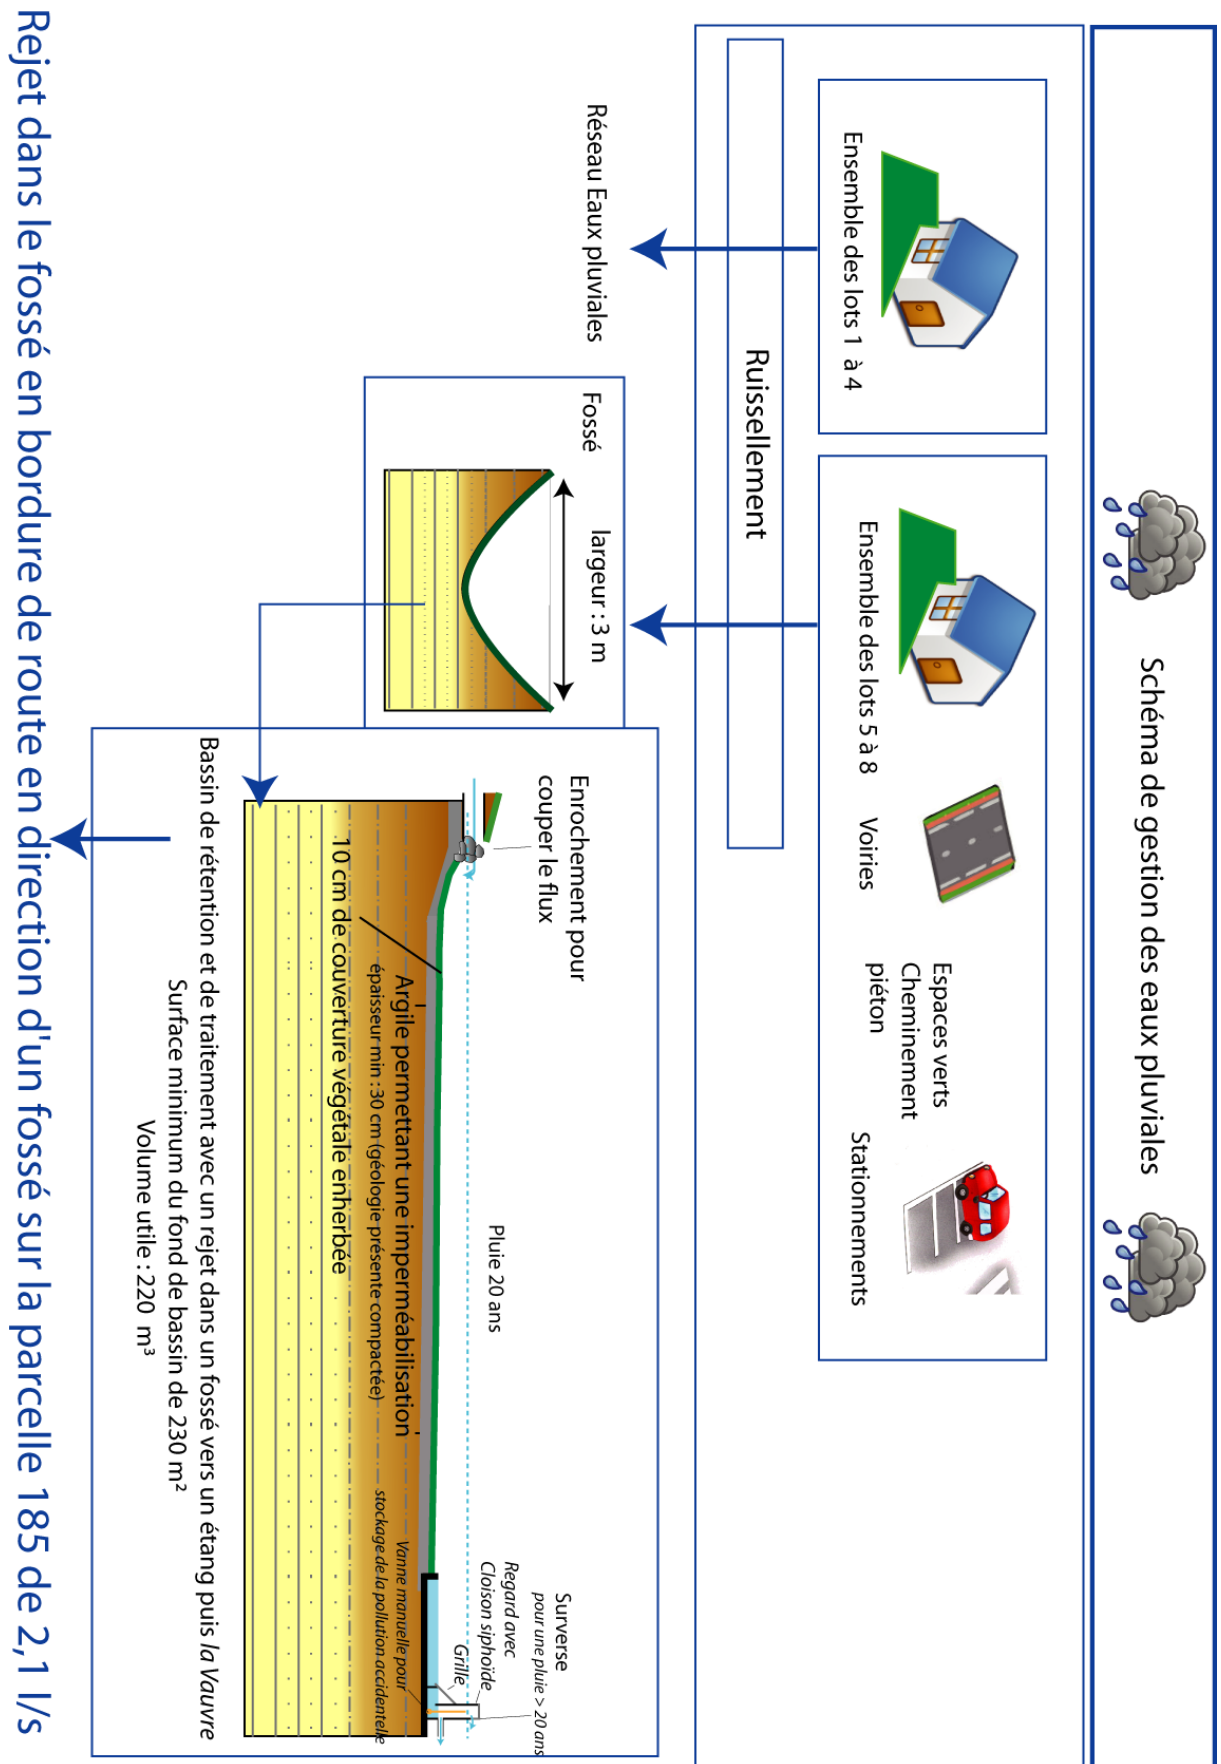 Schéma de gestion des eaux pluviales
Ensemble des lots 1 à 4
Ensemble des lots 5 à 8
Voiries
Espaces verts
Cheminement
piéton
Stationnements
Ruissellement
Réseau Eaux pluviales
Fossé
largeur : 3 m
Enrochement pour
couper le flux
Pluie 20 ans
Surverse
pour une pluie > 20 ans
Regard avec
Cloison siphoïde
Grille
Vanne manuelle pour
stockage de la pollution accidentelle
Argile permettant une imperméabilisation
épaisseur min : 30 cm (géologie présente compactée)
10 cm de couverture végétale enherbée
Bassin de rétention et de traitement avec un rejet dans un fossé vers un étang puis la Vauvre
Surface minimum du fond de bassin de 230 m²
Volume utile : 220 m³
Rejet dans le fossé en bordure de route en direction d'un fossé sur la parcelle 185 de 2,1 l/s